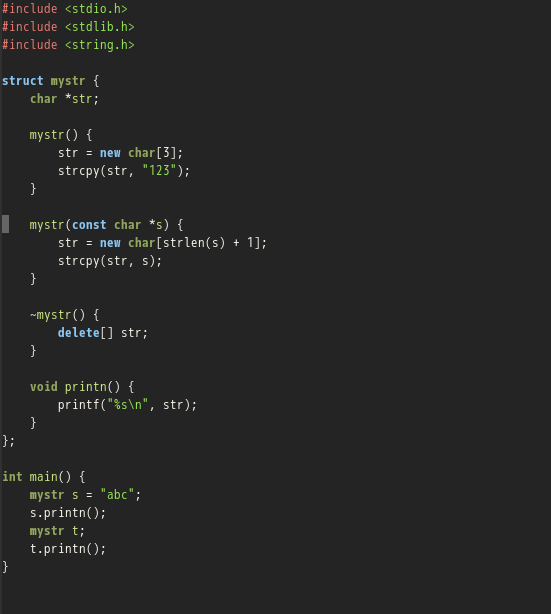 #include <stdio.h>
#include <stdlib.h>
#include <string.h>

struct mystr {
    char *str;

    mystr() {
        str = new char[3];
        strcpy(str, "123");
    }

    mystr(const char *s) {
        str = new char[strlen(s) + 1];
        strcpy(str, s);
    }

    ~mystr() {
        delete[] str;
    }

    void printn() {
        printf("%s\n", str);
    }
};

int main() {
    mystr s = "abc";
    s.printn();
    mystr t;
    t.printn();
}